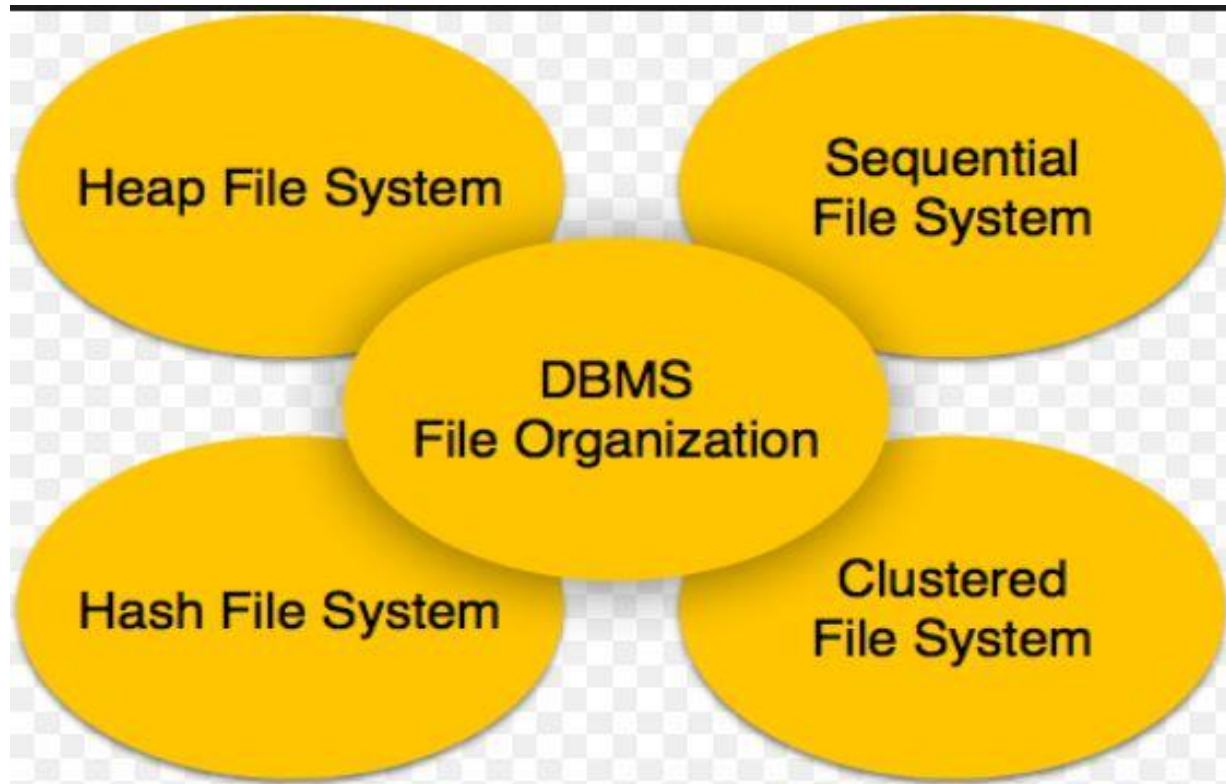 Heap File System
Sequential
File System
DBMS
File Organization
Hash File System
Clustered
File System